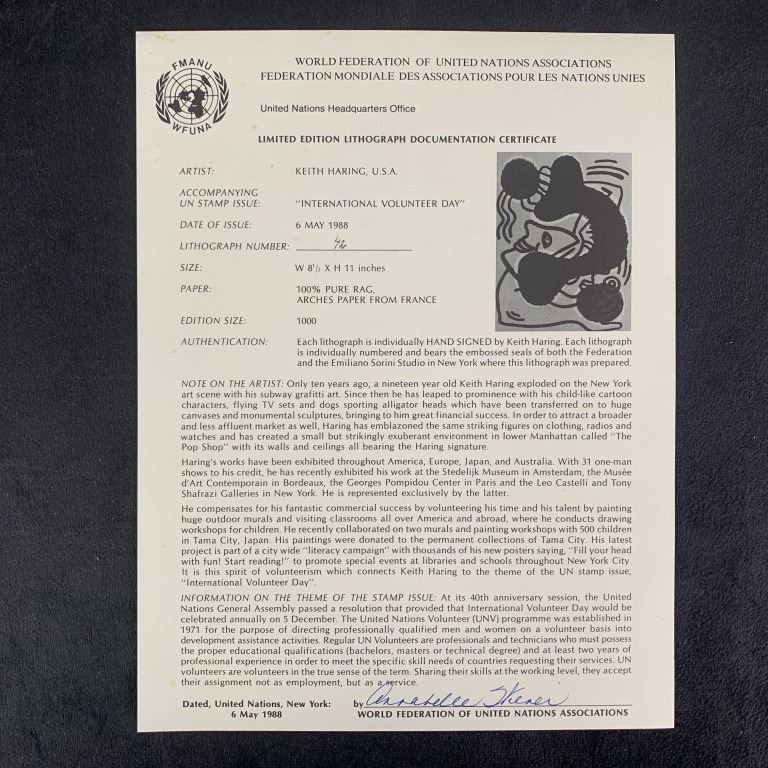 FMANU
WFUNA
WORLD FEDERATION OF UNITED NATIONS ASSOCIATIONS
FEDERATION MONDIALE DES ASSOCIATIONS POUR LES NATIONS UNIES
United Nations Headquarters Office
LIMITED EDITION LITHOGRAPH DOCUMENTATION CERTIFICATE
ARTIST: KEITH HARING, U.S.A.
ACCOMPANYING
UN STAMP ISSUE: "INTERNATIONAL VOLUNTEER DAY"
DATE OF ISSUE: 6 MAY 1988
LITHOGRAPH NUMBER: 42
SIZE: W 8½ X H 11 inches
PAPER: 100% PURE RAG,
ARCHES PAPER FROM FRANCE
EDITION SIZE: 1000
AUTHENTICATION: Each lithograph is individually HAND SIGNED by Keith Haring. Each lithograph
is individually numbered and bears the embossed seals of both the Federation
and the Emiliano Sorini Studio in New York where this lithograph was prepared.
NOTE ON THE ARTIST: Only ten years ago, a nineteen year old Keith Haring exploded on the New York
art scene with his subway grafitti art. Since then he has leaped to prominence with his child-like cartoon
characters, flying TV sets and dogs sporting alligator heads which have been transferred on to huge
canvases and monumental sculptures, bringing to him great financial success. In order to attract a broader
and less affluent market as well, Haring has emblazoned the same striking figures on clothing, radios and
watches and has created a small but strikingly exuberant environment in lower Manhattan called "The
Pop Shop" with its walls and ceilings all bearing the Haring signature.
Haring's works have been exhibited throughout America, Europe, Japan, and Australia. With 31 one-man
shows to his credit, he has recently exhibited his work at the Stedelijk Museum in Amsterdam, the Musée
d'Art Contemporain in Bordeaux, the Georges Pompidou Center in Paris and the Leo Castelli and Tony
Shafrazi Galleries in New York. He is represented exclusively by the latter.
He compensates for his fantastic commercial success by volunteering his time and his talent by painting
huge outdoor murals and visiting classrooms all over America and abroad, where he conducts drawing
workshops for children. He recently collaborated on two murals and painting workshops with 500 children
in Tama City, Japan. His paintings were donated to the permanent collections of Tama City. His latest
project is part of a city wide "literacy campaign" with thousands of his new posters saying, "Fill your head
with fun! Start reading!" to promote special events at libraries and schools throughout New York City.
It is this spirit of volunteerism which connects Keith Haring to the theme of the UN stamp issue,
"International Volunteer Day".
INFORMATION ON THE THEME OF THE STAMP ISSUE: At its 40th anniversary session, the United
Nations General Assembly passed a resolution that provided that International Volunteer Day would be
celebrated annually on 5 December. The United Nations Volunteer (UNV) programme was established in
1971 for the purpose of directing professionally qualified men and women on a volunteer basis into
development assistance activities. Regular UN Volunteers are professionals and technicians who must possess
the proper educational qualifications (bachelors, masters or technical degree) and at least two years of
professional experience in order to meet the specific skill needs of countries requesting their services. UN
volunteers are volunteers in the true sense of the term. Sharing their skills at the working level, they accept
their assignment not as employment, but as a service.
Dated, United Nations, New York: by Annabelle Wiener
6 May 1988 WORLD FEDERATION OF UNITED NATIONS ASSOCIATIONS